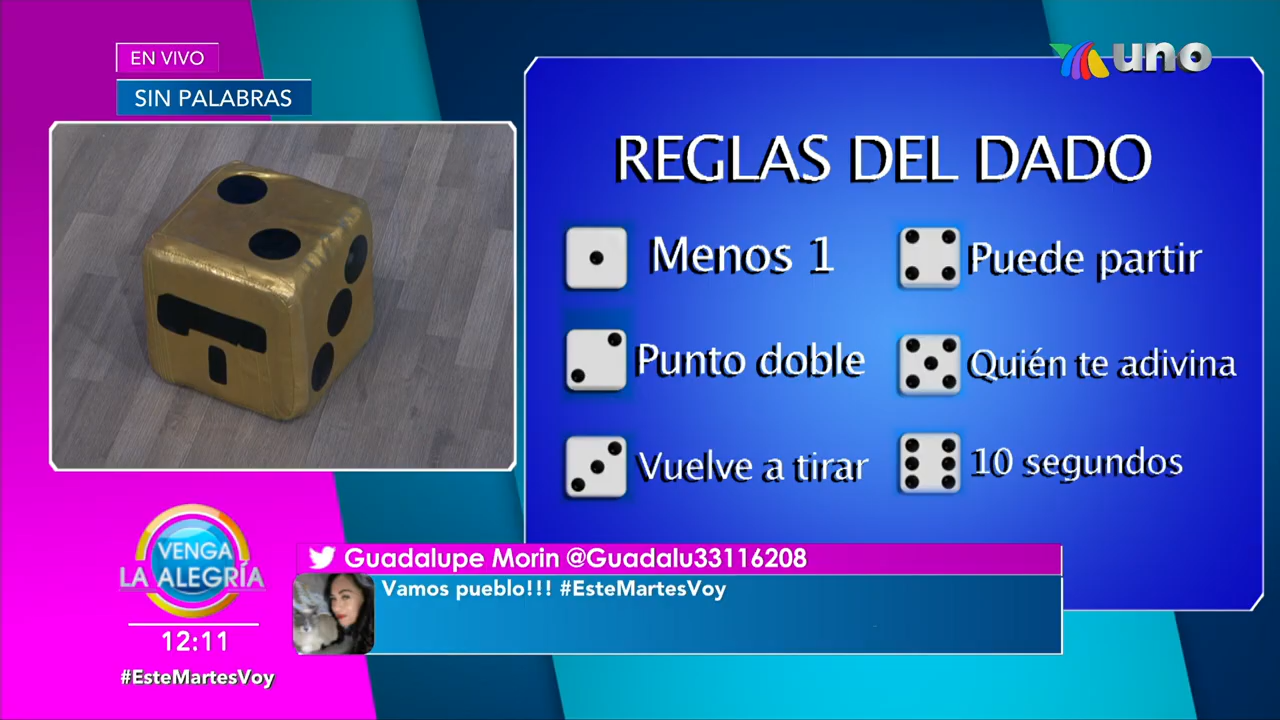 EN VIVO
SIN PALABRAS
uno
REGLAS DEL DADO
Menos 1
Puede partir
Punto doble
Quién te adivina
Vuelve a tirar
10 segundos
VENGA
LA ALEGRÍA
12:11
#EsteMartesVoy
Guadalupe Morin @Guadalu33116208
Vamos pueblo!!! #EsteMartesVoy